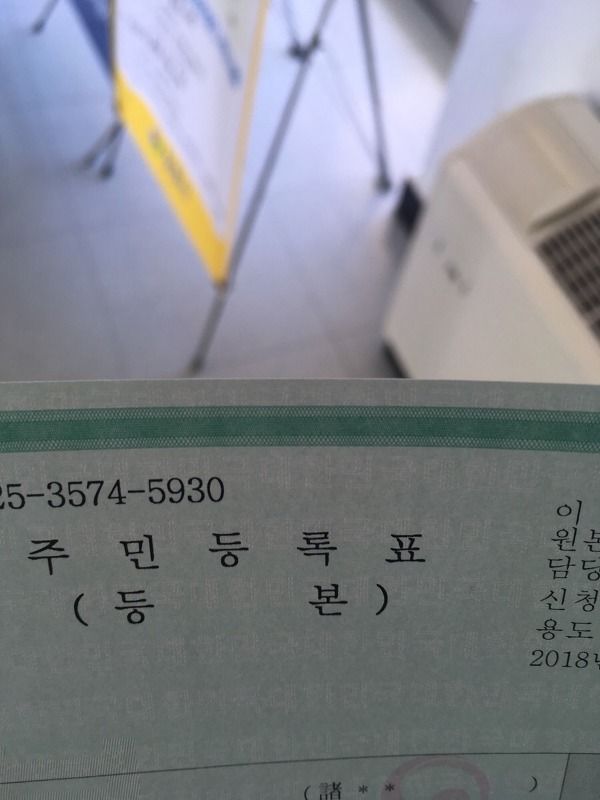 25-3574-5930
주 민 등 록 표
( 등 본 )
이
원본
담당
신청
용도
2018년
(諸 * * )